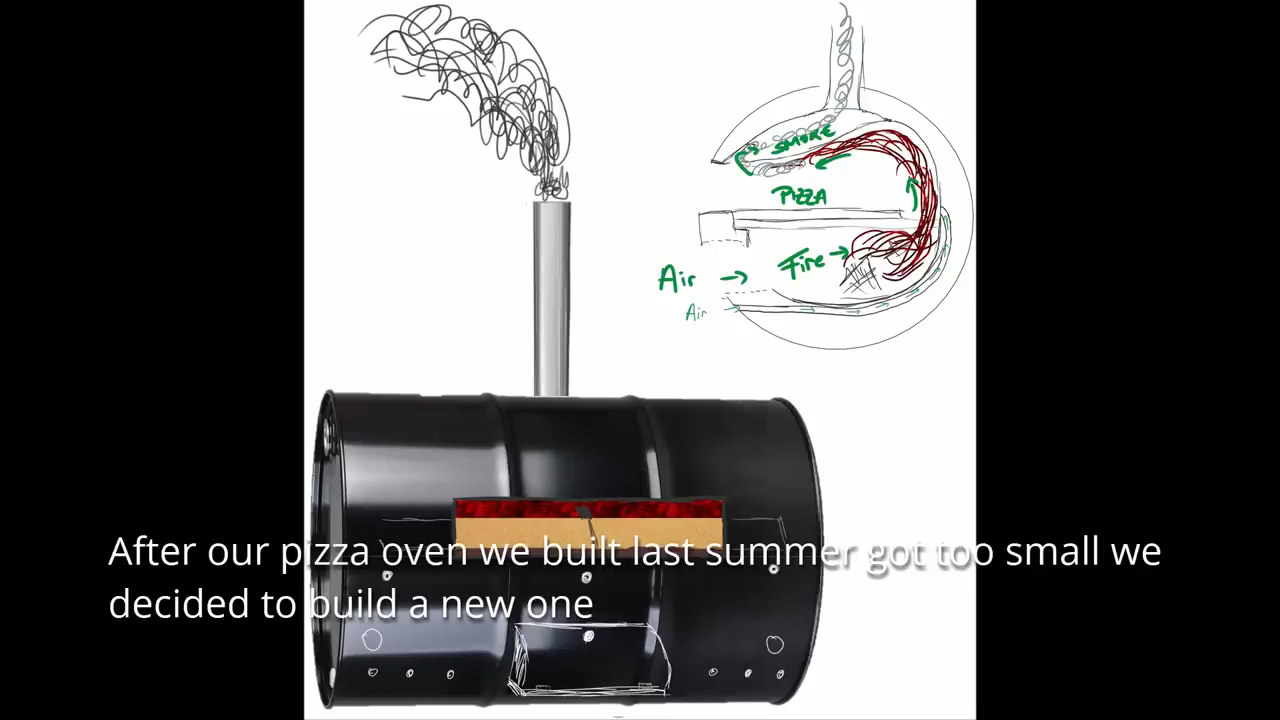 SMOKE
PIZZA
Air → Fire →
Air
After our pizza oven we built last summer got too small we
decided to build a new one